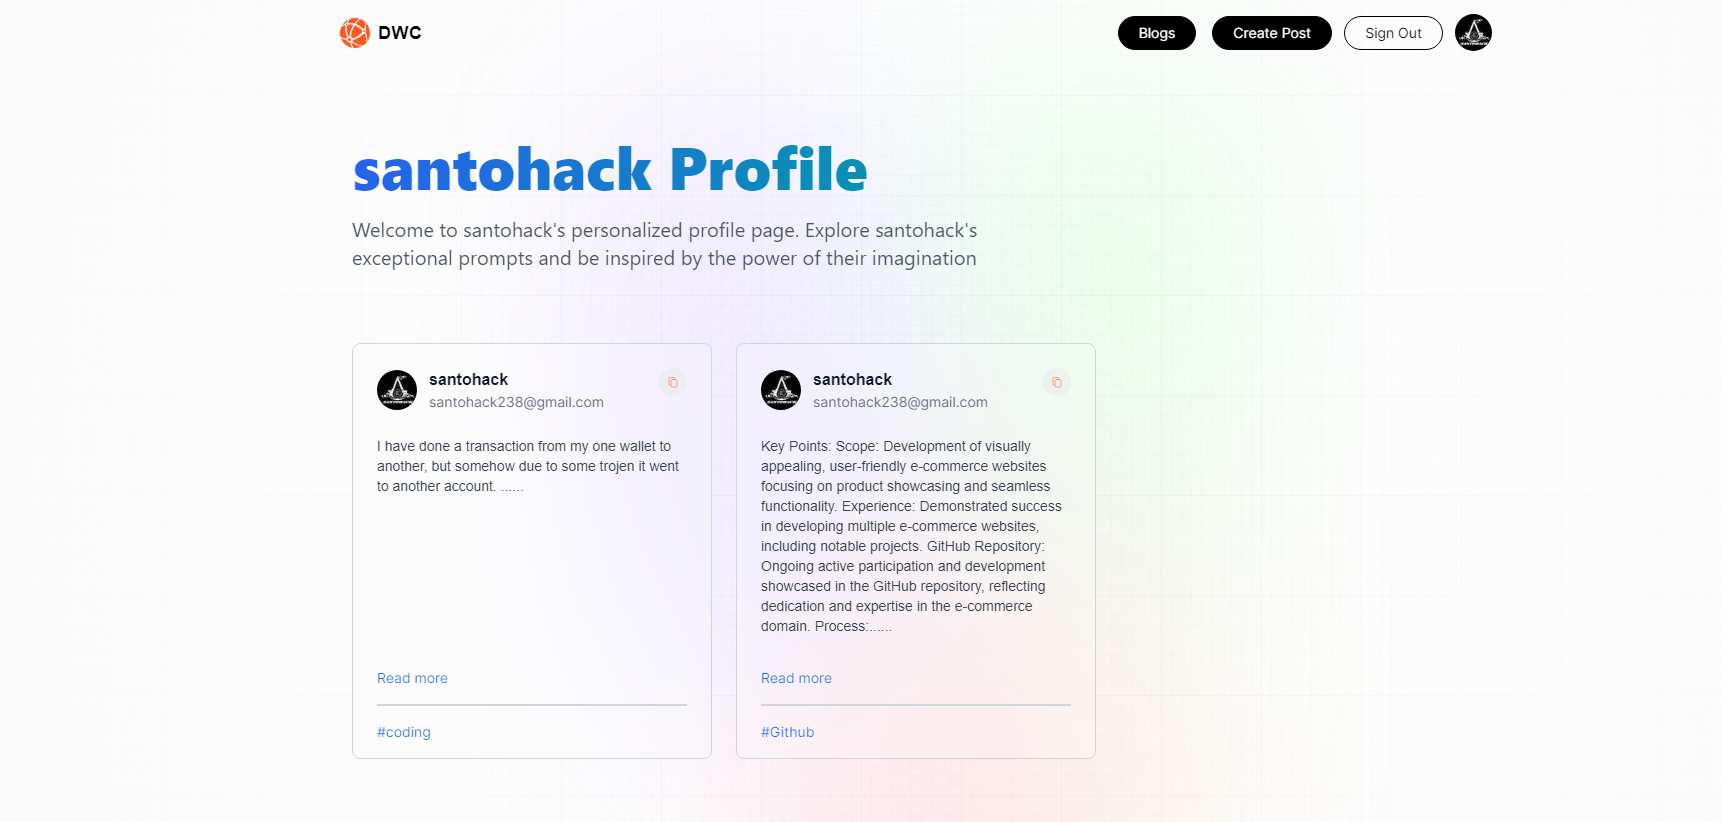 DWC
Blogs
Create Post
Sign Out
santohack Profile
Welcome to santohack's personalized profile page. Explore santohack's
exceptional prompts and be inspired by the power of their imagination
santohack
santohack238@gmail.com
I have done a transaction from my one wallet to
another, but somehow due to some trojen it went
to another account. ......
Read more
#coding
santohack
santohack238@gmail.com
Key Points: Scope: Development of visually
appealing, user-friendly e-commerce websites
focusing on product showcasing and seamless
functionality. Experience: Demonstrated success
in developing multiple e-commerce websites,
including notable projects. GitHub Repository:
Ongoing active participation and development
showcased in the GitHub repository, reflecting
dedication and expertise in the e-commerce
domain. Process:......
Read more
#Github